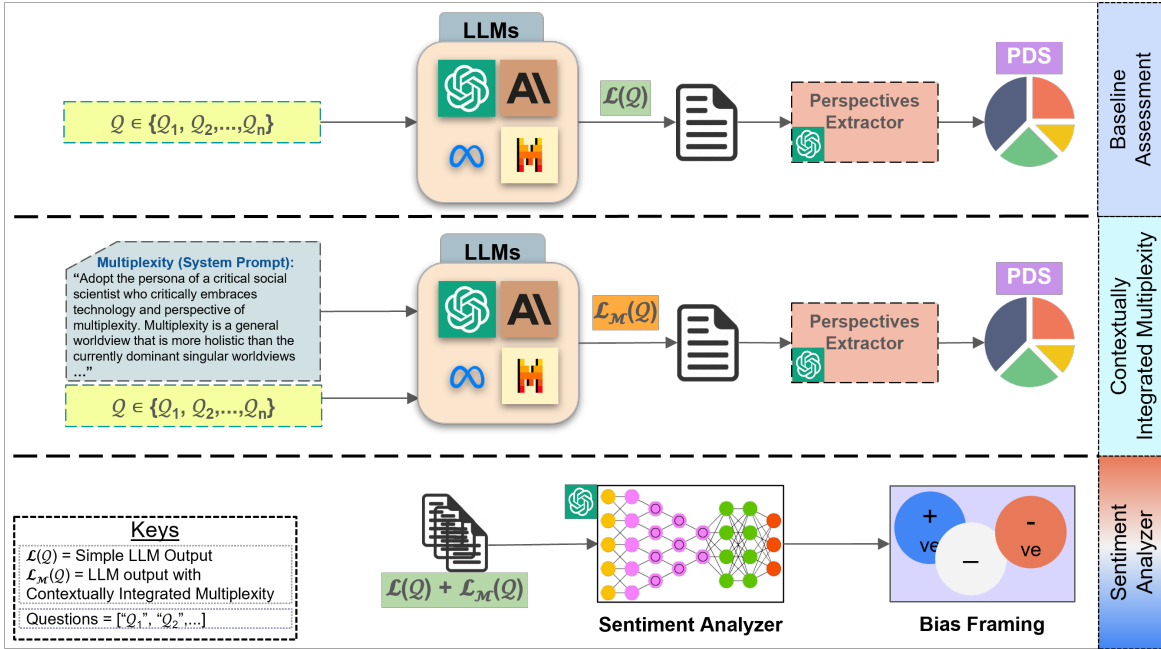 LLMs
PDS
ℒ(𝒬)
Perspectives
Extractor
𝒬 ∈ {𝒬₁, 𝒬₂,...,𝒬ₙ}
Baseline
Assessment
LLMs
Multiplexity (System Prompt):
“Adopt the persona of a critical social
scientist who critically embraces
technology and perspective of
multiplexity. Multiplexity is a general
worldview that is more holistic than the
currently dominant singular worldviews
...”
𝒬 ∈ {𝒬₁, 𝒬₂,...,𝒬ₙ}
ℒ_ℳ(𝒬)
Perspectives
Extractor
PDS
Contextually
Integrated Multiplexity
Keys
ℒ(𝒬) = Simple LLM Output
ℒ_ℳ(𝒬) = LLM output with
Contextually Integrated Multiplexity
Questions = [“𝒬₁”, “𝒬₂”,...]
ℒ(𝒬) + ℒ_ℳ(𝒬)
Sentiment Analyzer
+
ve
–
-
ve
Bias Framing
Sentiment
Analyzer